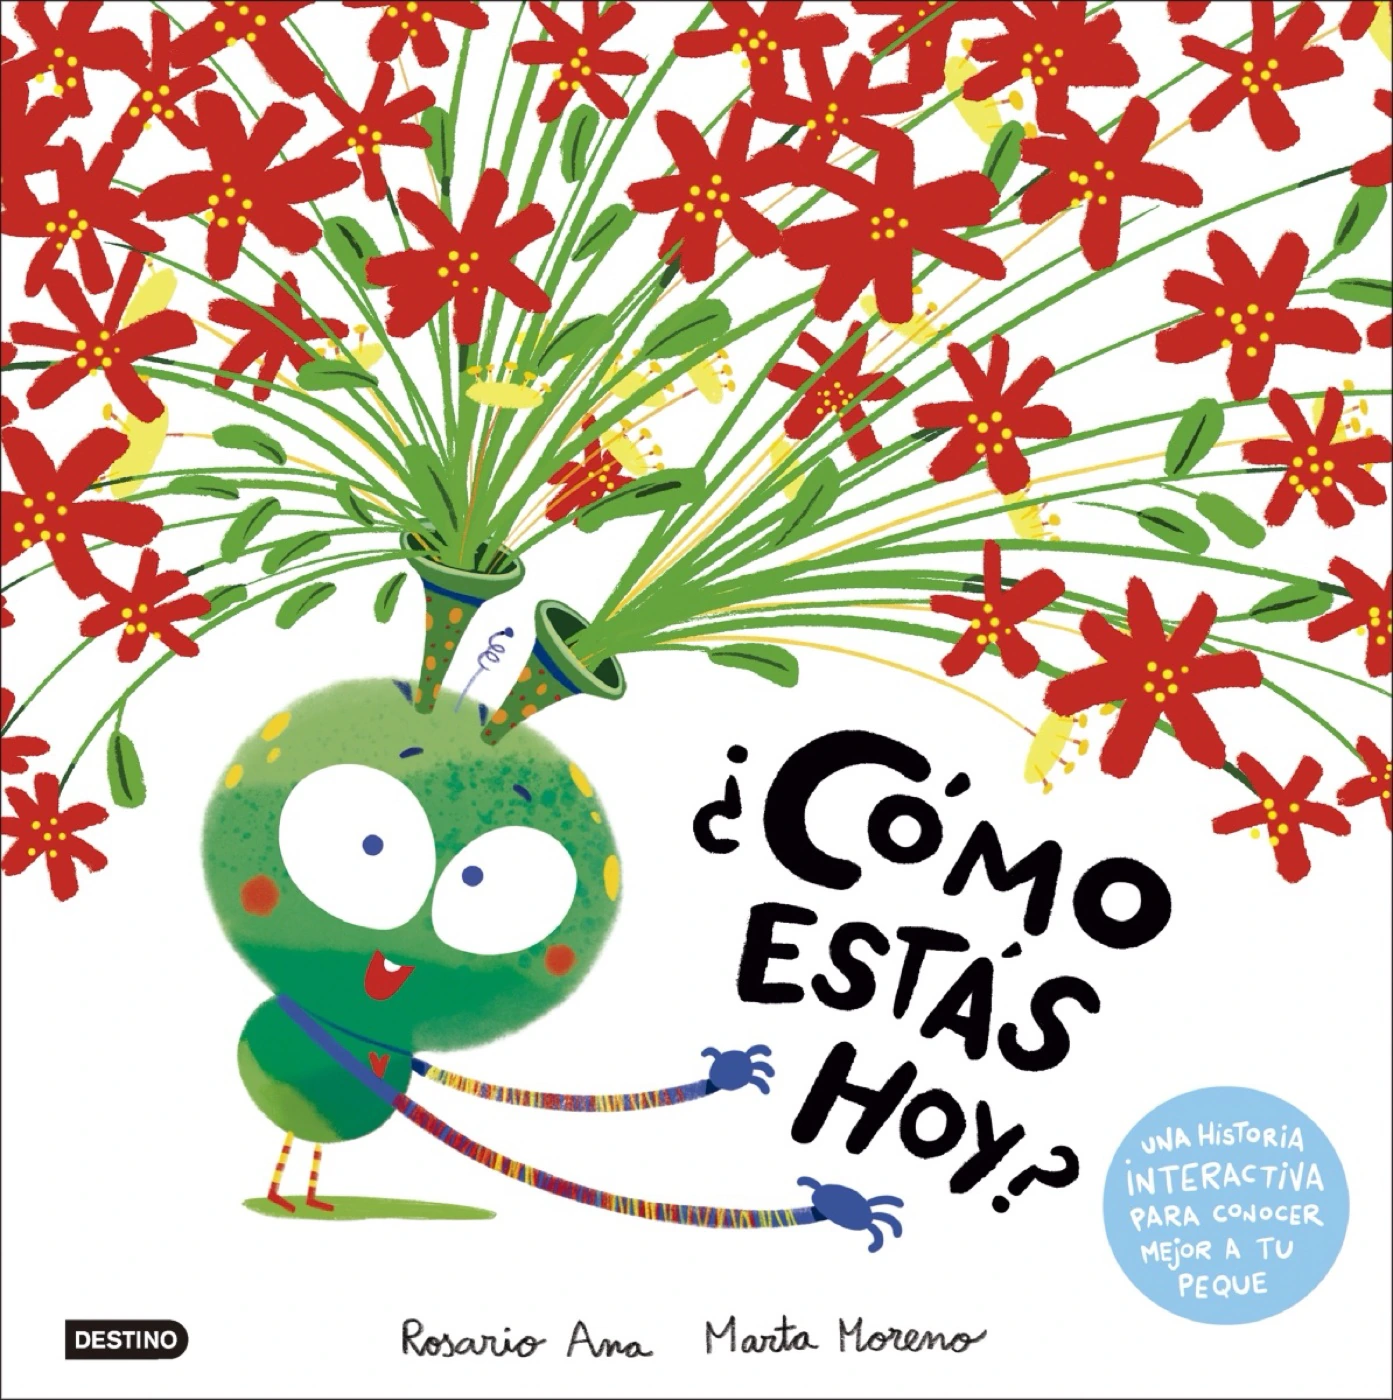 ¿CÓMO
ESTÁS
HOY?
UNA HISTORIA
INTERACTIVA
PARA CONOCER
MEJOR A TU
PEQUE
DESTINO
Rosario Ana Marta Moreno